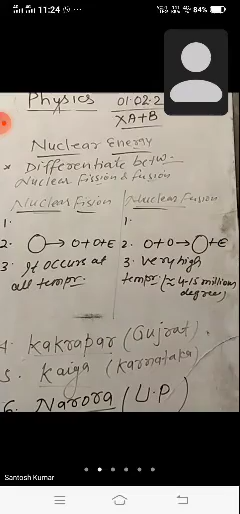 11:24
84%
Physics 01.02.2
XA+B
Nuclear Energy
* Differentiate betw.
Nuclear Fission & fusion
Nuclear Fision Nuclear Fusion
1. 1.
2. O→O+O+E 2. O+O→O+E
3. It occurs at 3. Very high
all tempr. tempr. (≈4-15 million
degree)
4. Kakrapar (Gujrat).
5. Kaiga (Karnataka)
6. Narora (U.P)
Santosh Kumar